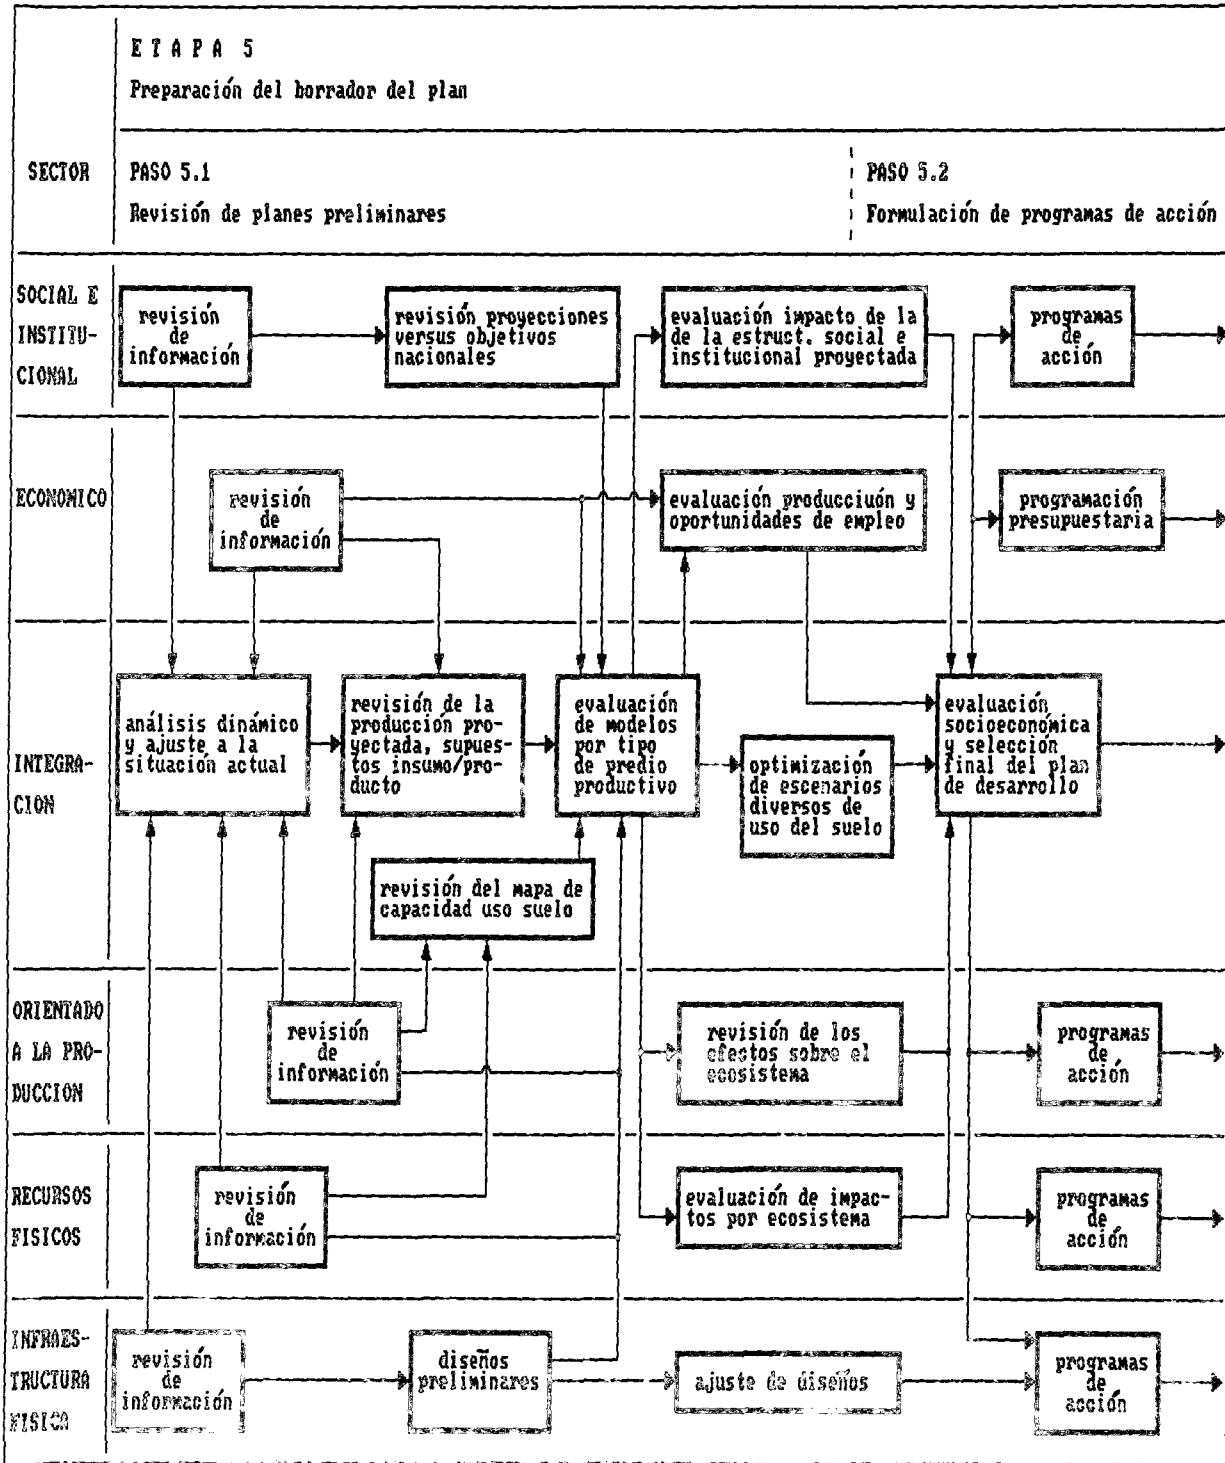 E T A P A 5
Preparación del borrador del plan
SECTOR
PASO 5.1
Revisión de planes preliminares
PASO 5.2
Formulación de programas de acción
SOCIAL E
INSTITU-
CIONAL
revisión
de
información
revisión proyecciones
versus objetivos
nacionales
evaluación impacto de la
de la estruct. social e
institucional proyectada
programas
de
acción
ECONOMICO
revisión
de
información
evaluación producciuón y
oportunidades de empleo
programación
presupuestaria
INTEGRA-
CION
análisis dinámico
y ajuste a la
situación actual
revisión de la
producción pro-
yectada, supues-
tos insumo/pro-
ducto
evaluación
de modelos
por tipo
de predio
productivo
optimización
de escenarios
diversos de
uso del suelo
evaluación
socioeconómica
y selección
final del plan
de desarrollo
revisión del mapa de
capacidad uso suelo
ORIENTADO
A LA PRO-
DUCCION
revisión
de
información
revisión de los
efectos sobre el
ecosistema
programas
de
acción
RECURSOS
FISICOS
revisión
de
información
evaluación de impac-
tos por ecosistema
programas
de
acción
INFRAES-
TRUCTURA
FISICA
revisión
de
información
diseños
preliminares
ajuste de diseños
programas
de
acción